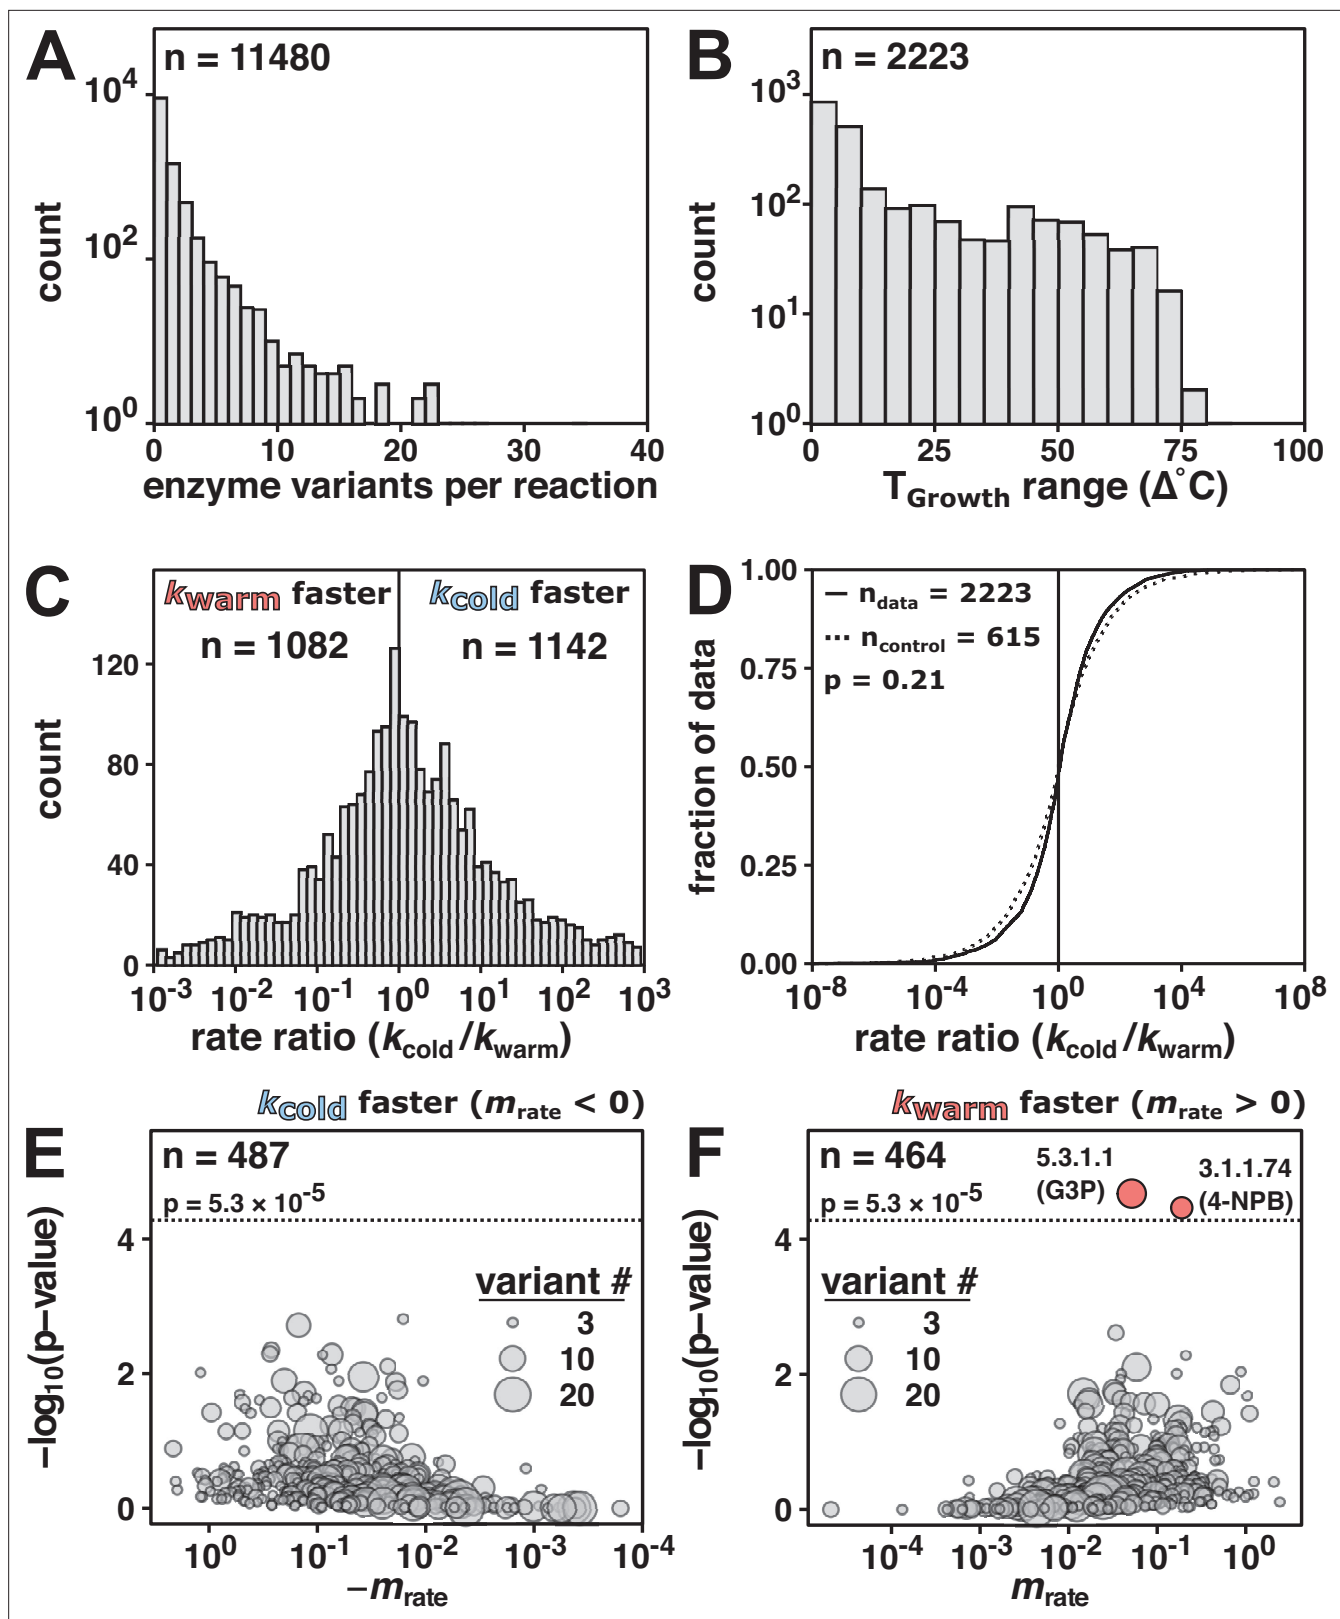 A
n = 11480
10^4
10^2
10^0
count
0 10 20 30 40
enzyme variants per reaction
B
n = 2223
10^3
10^2
10^1
10^0
count
0 25 50 75 100
T_Growth range (Δ°C)
C
k_warm faster
n = 1082
k_cold faster
n = 1142
120
80
40
0
count
10^-3 10^-2 10^-1 10^0 10^1 10^2 10^3
rate ratio (k_cold/k_warm)
D
— n_data = 2223
··· n_control = 615
p = 0.21
1.00
0.75
0.50
0.25
0.00
fraction of data
10^-8 10^-4 10^0 10^4 10^8
rate ratio (k_cold/k_warm)
k_cold faster (m_rate < 0)
E
n = 487
p = 5.3 × 10^-5
4
2
0
−log10(p−value)
variant #
3
10
20
10^0 10^-1 10^-2 10^-3 10^-4
−m_rate
k_warm faster (m_rate > 0)
F
n = 464
p = 5.3 × 10^-5
5.3.1.1
(G3P)
3.1.1.74
(4-NPB)
4
2
0
−log10(p−value)
variant #
3
10
20
10^-4 10^-3 10^-2 10^-1 10^0
m_rate